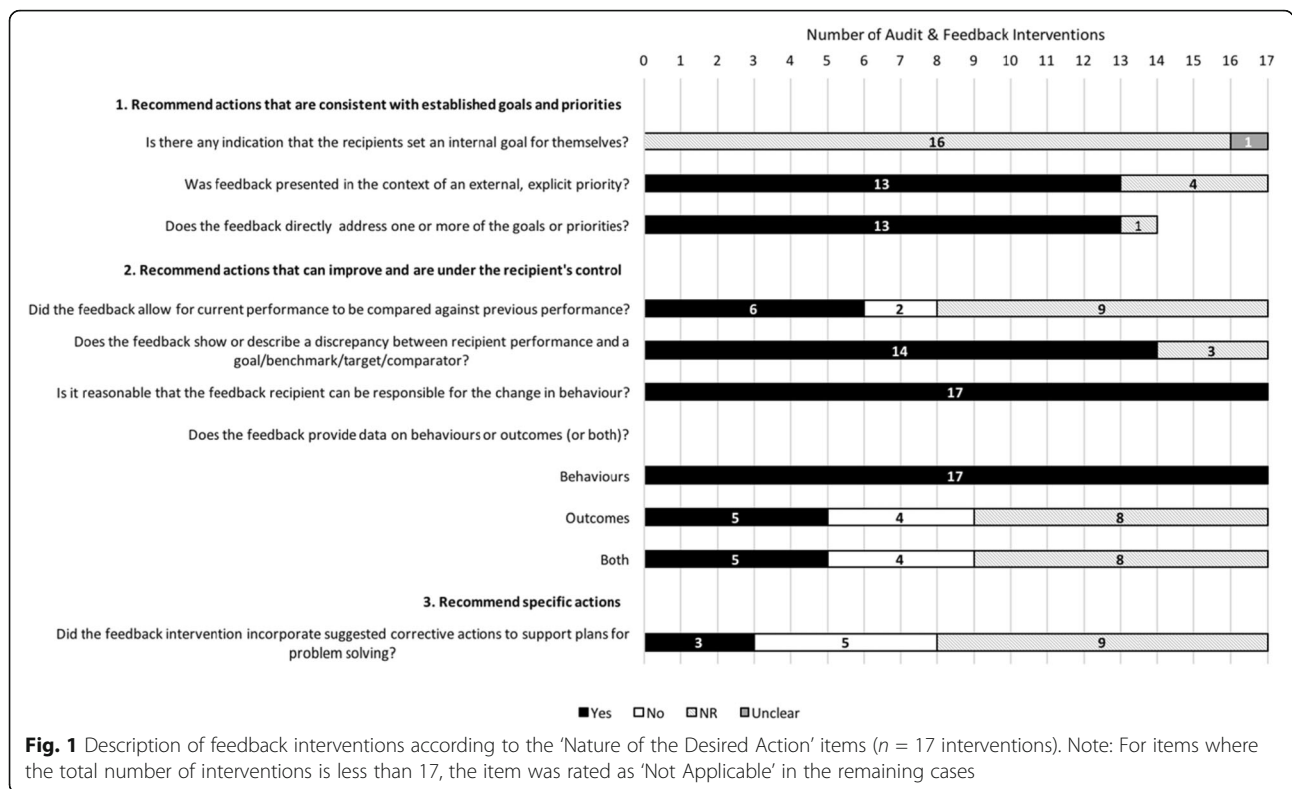 Number of Audit & Feedback Interventions
0 1 2 3 4 5 6 7 8 9 10 11 12 13 14 15 16 17
1. Recommend actions that are consistent with established goals and priorities
Is there any indication that the recipients set an internal goal for themselves? 16 1
Was feedback presented in the context of an external, explicit priority? 13 4
Does the feedback directly address one or more of the goals or priorities? 13 1
2. Recommend actions that can improve and are under the recipient's control
Did the feedback allow for current performance to be compared against previous performance? 6 2 9
Does the feedback show or describe a discrepancy between recipient performance and a
goal/benchmark/target/comparator? 14 3
Is it reasonable that the feedback recipient can be responsible for the change in behaviour? 17
Does the feedback provide data on behaviours or outcomes (or both)?
Behaviours 17
Outcomes 5 4 8
Both 5 4 8
3. Recommend specific actions
Did the feedback intervention incorporate suggested corrective actions to support plans for
problem solving? 3 5 9
Yes No NR Unclear
Fig. 1 Description of feedback interventions according to the ‘Nature of the Desired Action’ items (n = 17 interventions). Note: For items where
the total number of interventions is less than 17, the item was rated as ‘Not Applicable’ in the remaining cases